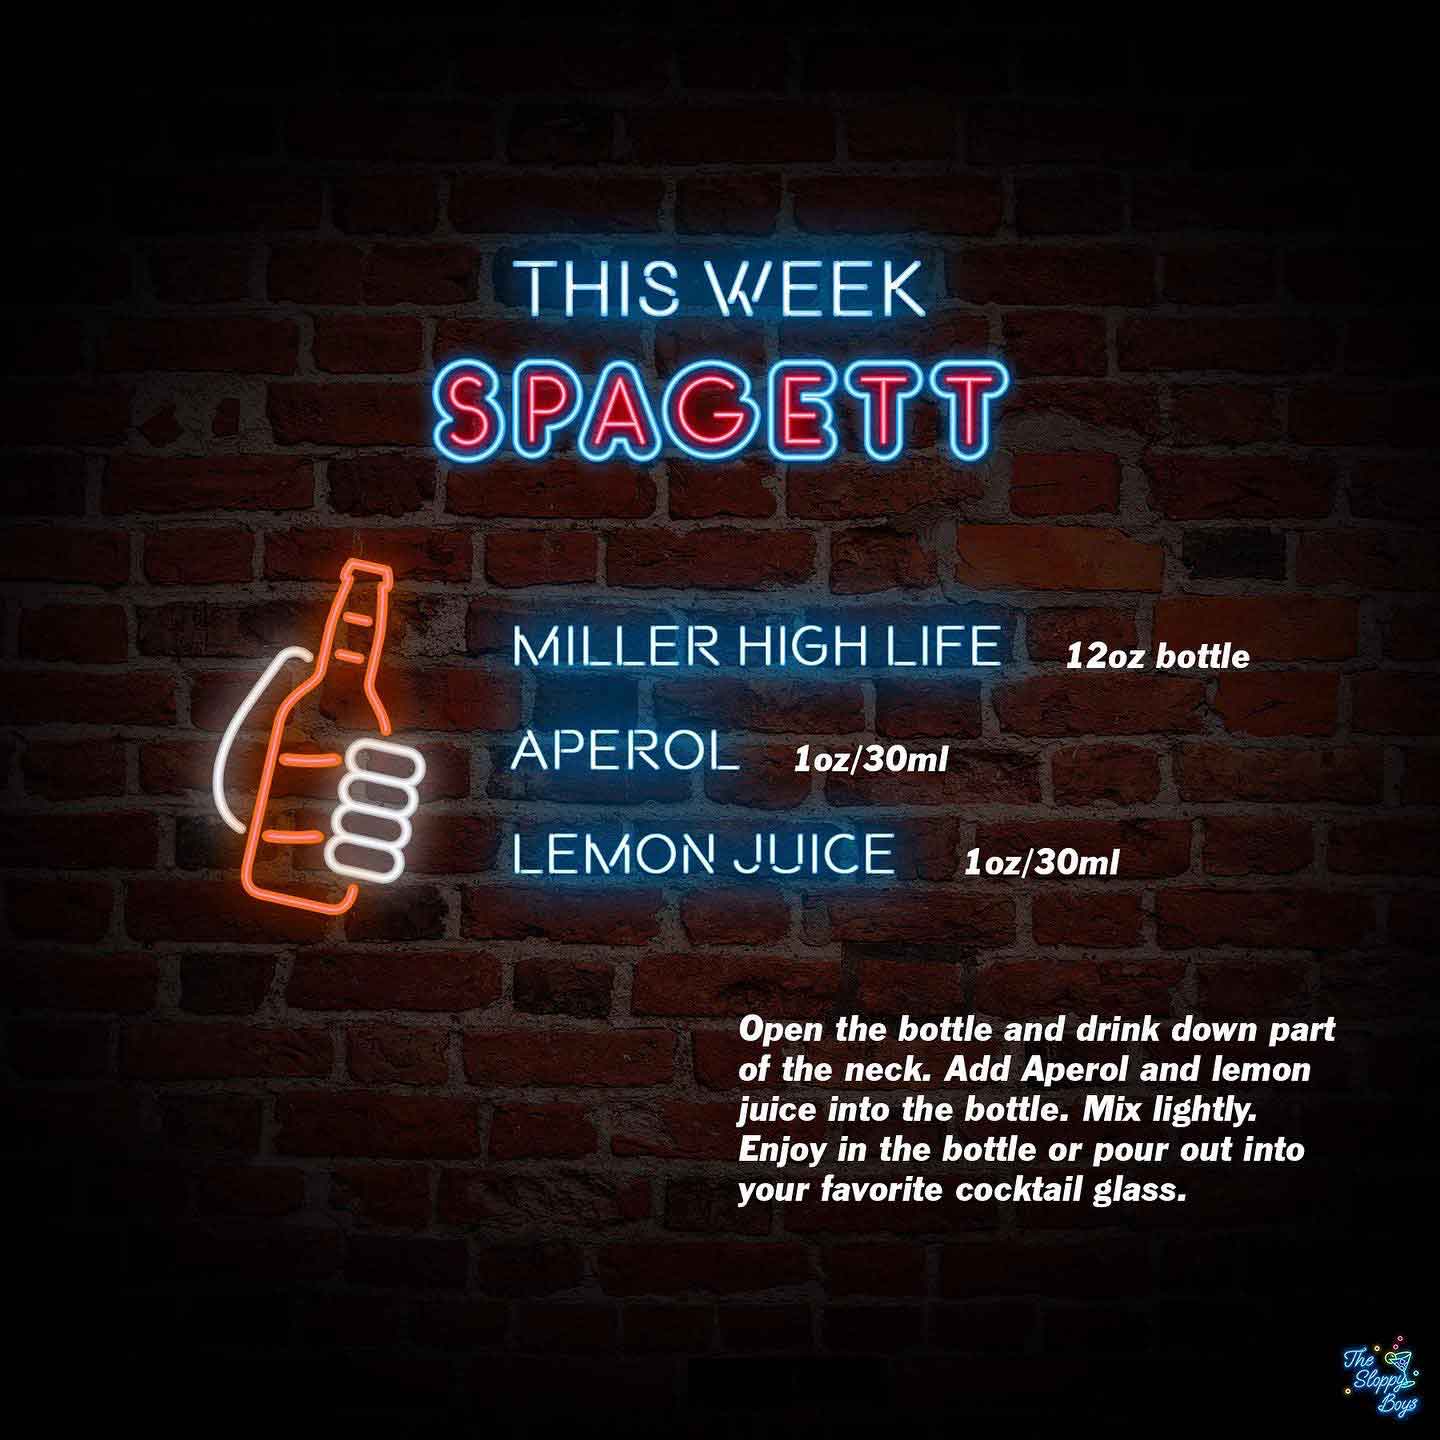 THIS WEEK
SPAGETT
MILLER HIGH LIFE 12oz bottle
APEROL 1oz/30ml
LEMON JUICE 1oz/30ml
Open the bottle and drink down part
of the neck. Add Aperol and lemon
juice into the bottle. Mix lightly.
Enjoy in the bottle or pour out into
your favorite cocktail glass.
The
Sloppy
Boys